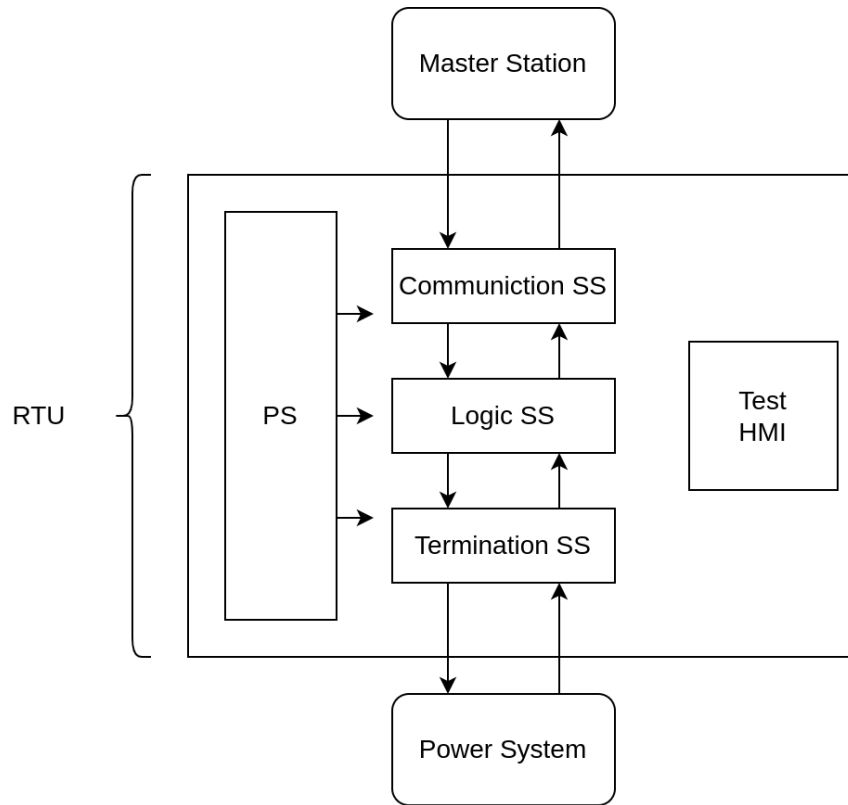 Master Station
Communiction SS
RTU
PS
Logic SS
Test
HMI
Termination SS
Power System